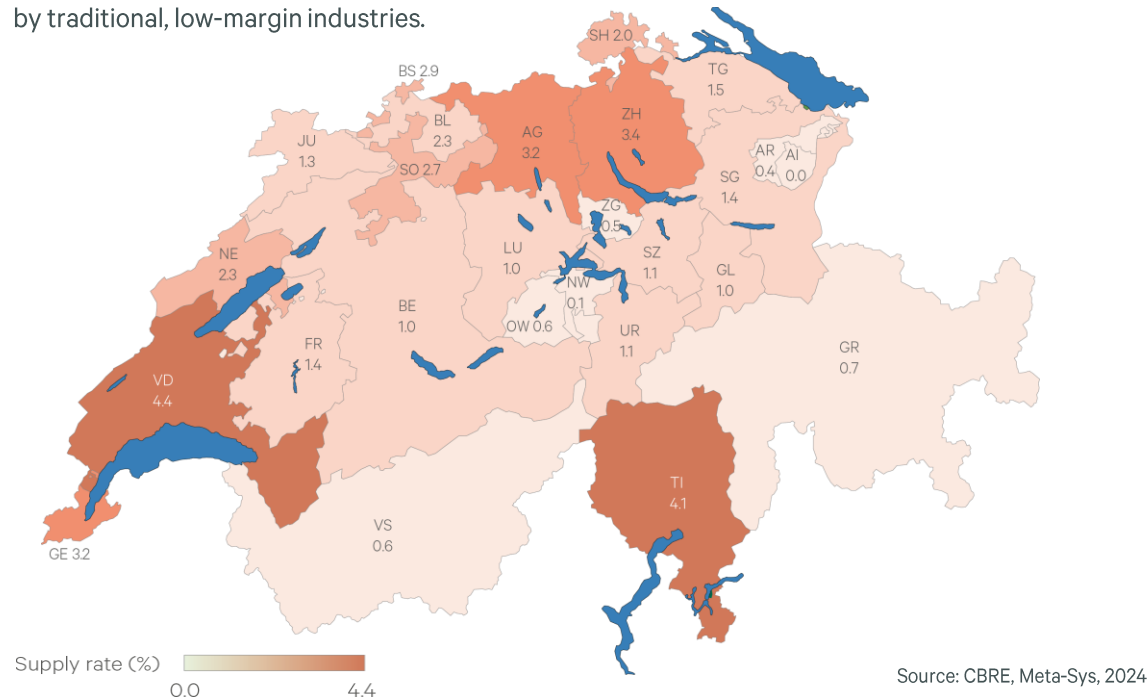 by traditional, low-margin industries.
SH 2.0
BS 2.9
TG
1.5
BL
2.3
ZH
3.4
AG
3.2
JU
1.3
SO 2.7
AR
0.4
AI
0.0
SG
1.4
ZG
0.5
NE
2.3
LU
1.0
SZ
1.1
GL
1.0
NW
0.1
BE
1.0
OW 0.6
UR
1.1
FR
1.4
GR
0.7
VD
4.4
TI
4.1
VS
0.6
GE 3.2
Supply rate (%)
0.0 4.4
Source: CBRE, Meta-Sys, 2024